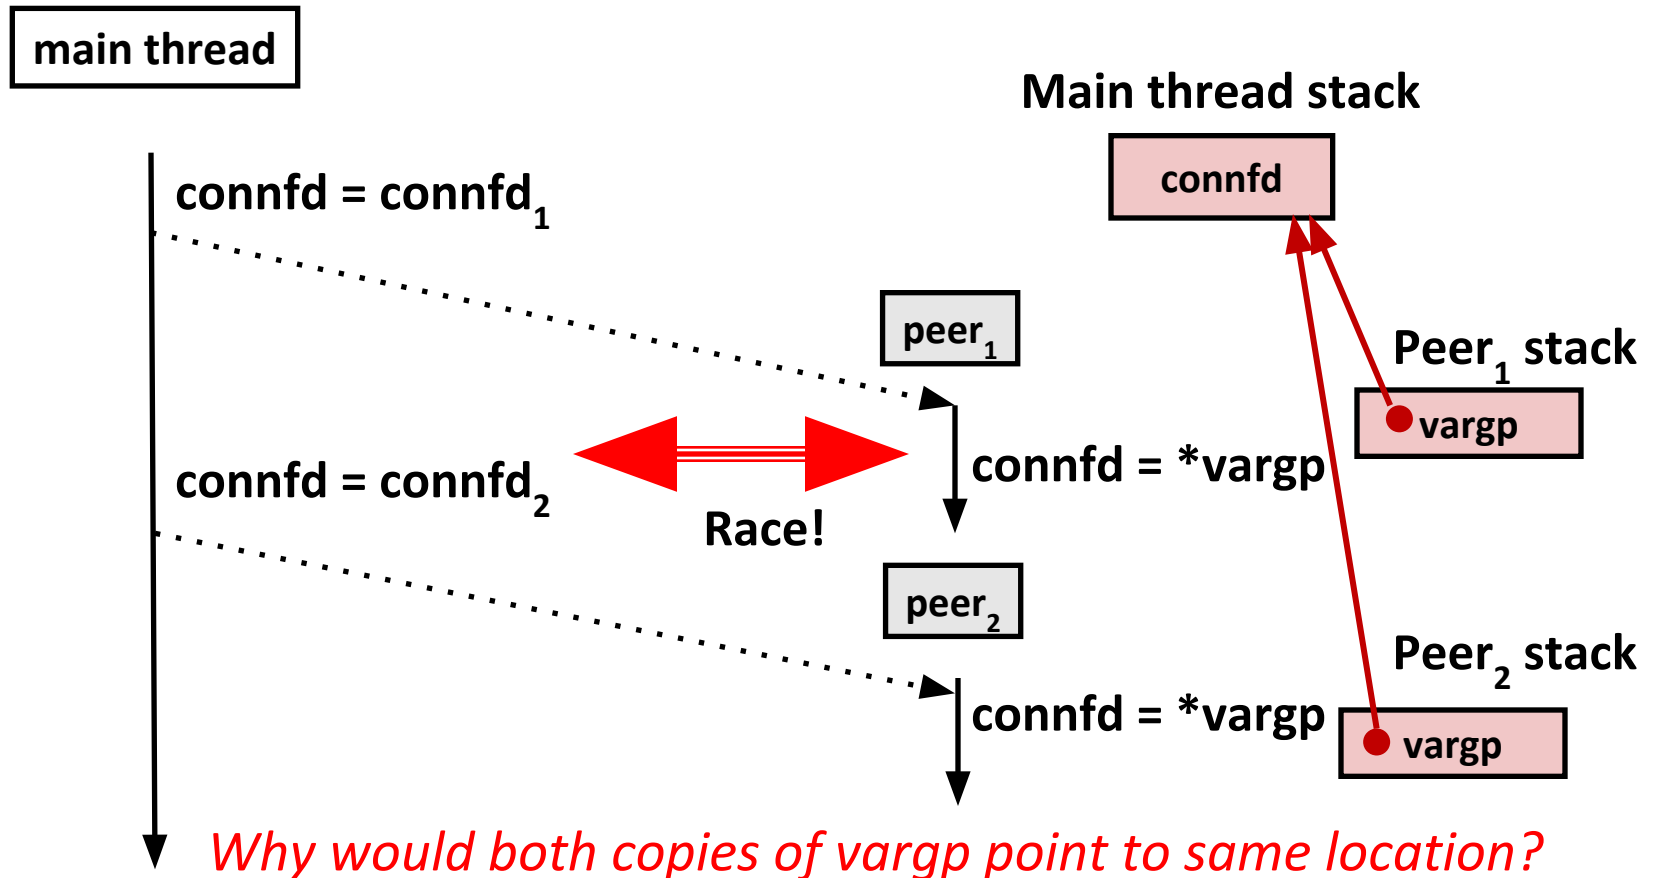 main thread
Main thread stack
connfd
connfd = connfd₁
peer₁
Peer₁ stack
vargp
connfd = *vargp
connfd = connfd₂
Race!
peer₂
Peer₂ stack
connfd = *vargp
vargp
Why would both copies of vargp point to same location?